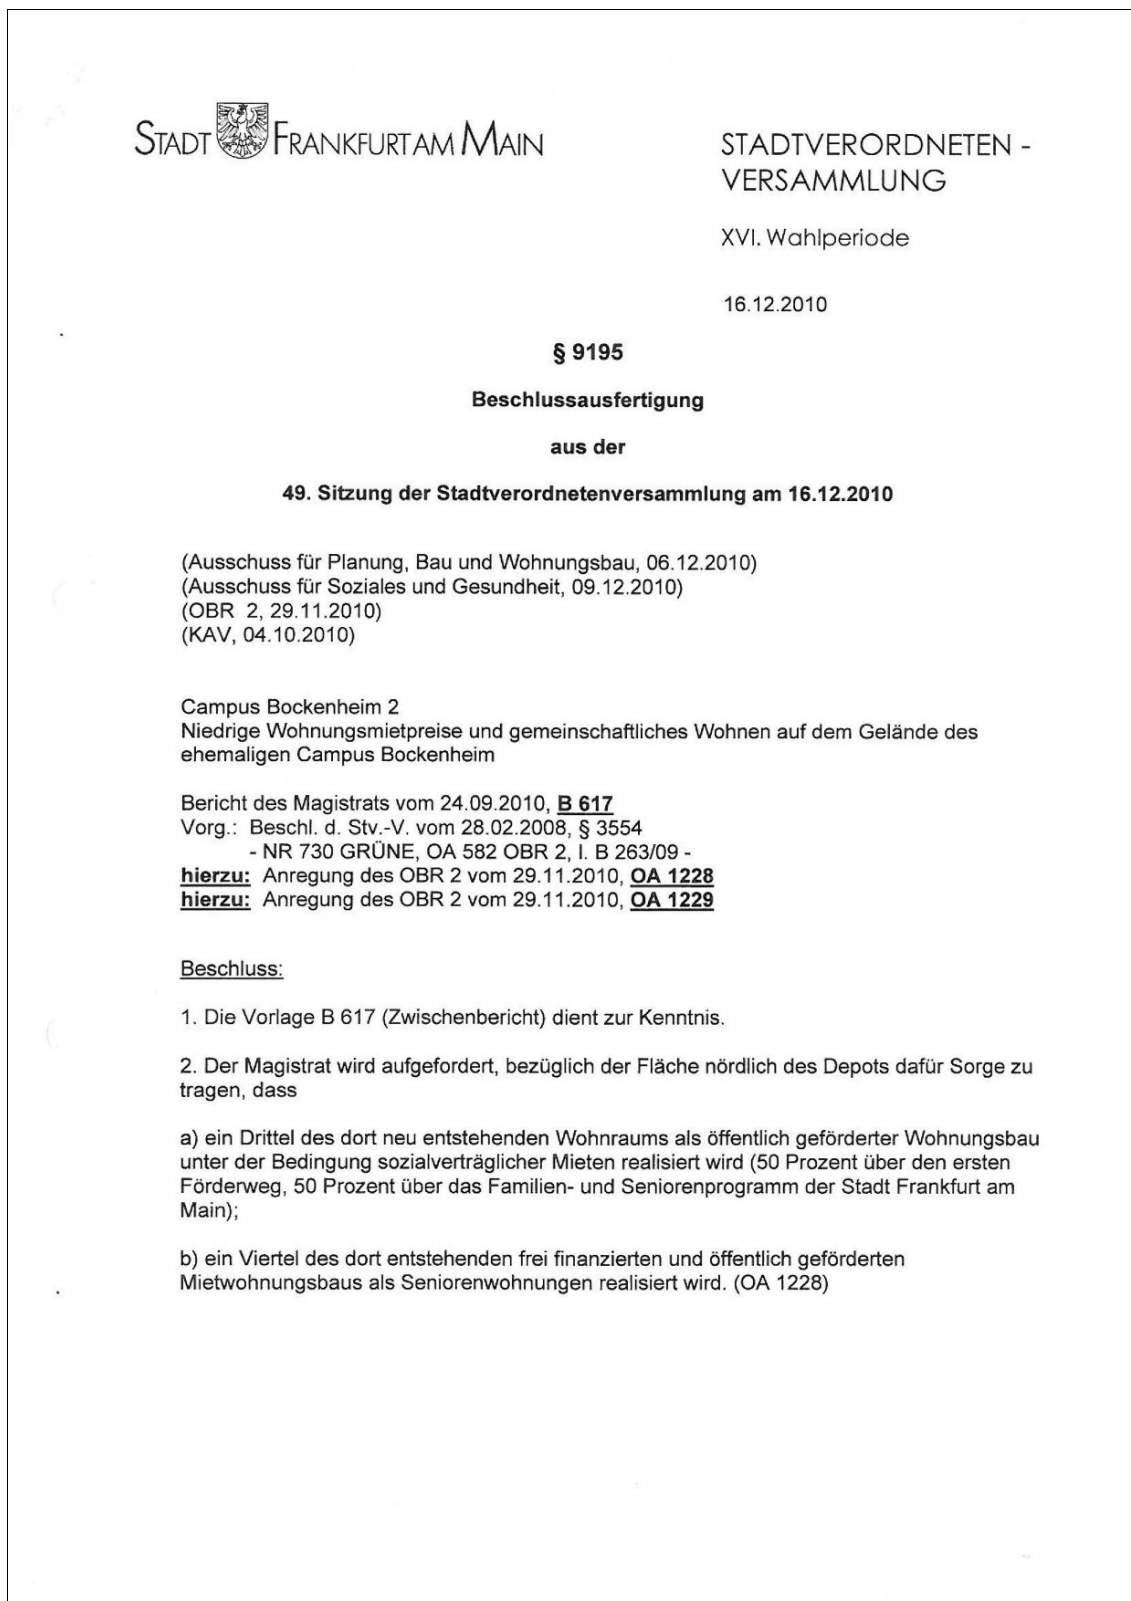 STADT FRANKFURT AM MAIN
STADTVERORDNETEN -
VERSAMMLUNG
XVI. Wahlperiode
16.12.2010
§ 9195
Beschlussausfertigung
aus der
49. Sitzung der Stadtverordnetenversammlung am 16.12.2010
(Ausschuss für Planung, Bau und Wohnungsbau, 06.12.2010)
(Ausschuss für Soziales und Gesundheit, 09.12.2010)
(OBR 2, 29.11.2010)
(KAV, 04.10.2010)
Campus Bockenheim 2
Niedrige Wohnungsmietpreise und gemeinschaftliches Wohnen auf dem Gelände des
ehemaligen Campus Bockenheim
Bericht des Magistrats vom 24.09.2010, B 617
Vorg.: Beschl. d. Stv.-V. vom 28.02.2008, § 3554
- NR 730 GRÜNE, OA 582 OBR 2, I. B 263/09 -
hierzu: Anregung des OBR 2 vom 29.11.2010, OA 1228
hierzu: Anregung des OBR 2 vom 29.11.2010, OA 1229
Beschluss:
1. Die Vorlage B 617 (Zwischenbericht) dient zur Kenntnis.
2. Der Magistrat wird aufgefordert, bezüglich der Fläche nördlich des Depots dafür Sorge zu
tragen, dass
a) ein Drittel des dort neu entstehenden Wohnraums als öffentlich geförderter Wohnungsbau
unter der Bedingung sozialverträglicher Mieten realisiert wird (50 Prozent über den ersten
Förderweg, 50 Prozent über das Familien- und Seniorenprogramm der Stadt Frankfurt am
Main);
b) ein Viertel des dort entstehenden frei finanzierten und öffentlich geförderten
Mietwohnungsbaus als Seniorenwohnungen realisiert wird. (OA 1228)